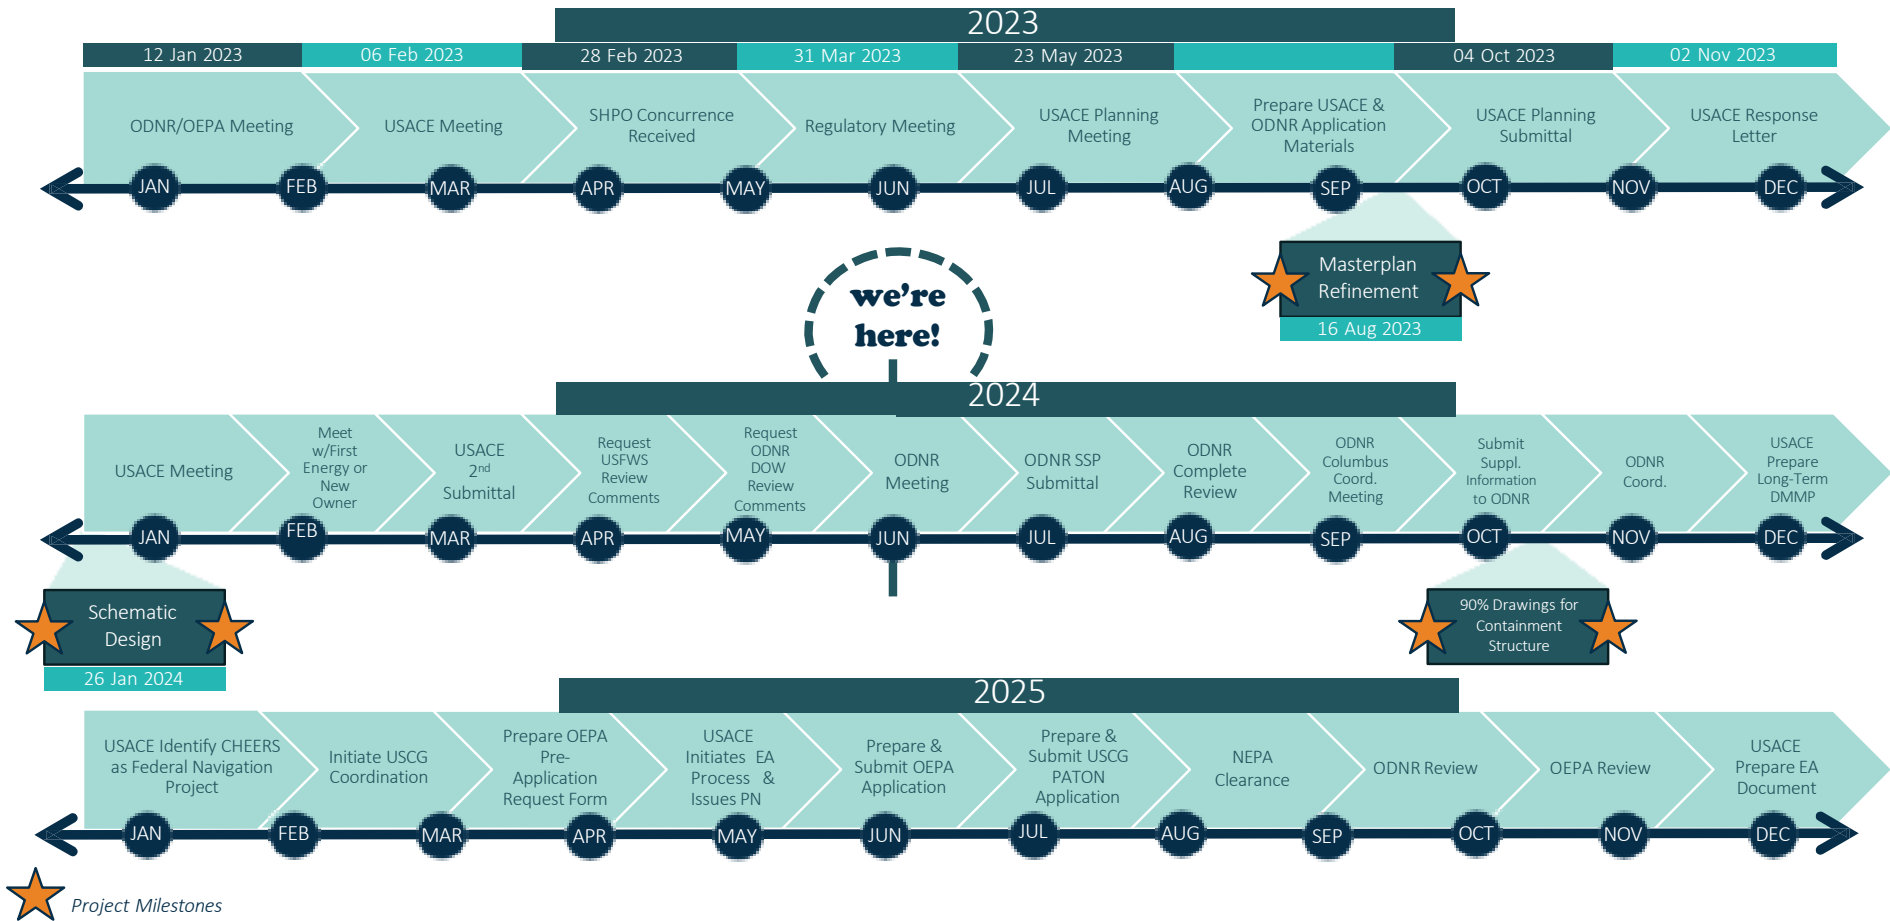 2023
12 Jan 2023
06 Feb 2023
28 Feb 2023
31 Mar 2023
23 May 2023
04 Oct 2023
02 Nov 2023
ODNR/OEPA Meeting
USACE Meeting
SHPO Concurrence
Received
Regulatory Meeting
USACE Planning
Meeting
Prepare USACE &
ODNR Application
Materials
USACE Planning
Submittal
USACE Response
Letter
JAN
FEB
MAR
APR
MAY
JUN
JUL
AUG
SEP
OCT
NOV
DEC
Masterplan
Refinement
16 Aug 2023
we're
here!
2024
USACE Meeting
Meet
w/First
Energy or
New
Owner
USACE
2nd
Submittal
Request
USFWS
Review
Comments
Request
ODNR
DOW
Review
Comments
ODNR
Meeting
ODNR SSP
Submittal
ODNR
Complete
Review
ODNR
Columbus
Coord.
Meeting
Submit
Suppl.
Information
to ODNR
ODNR
Coord.
USACE
Prepare
Long-Term
DMMP
JAN
FEB
MAR
APR
MAY
JUN
JUL
AUG
SEP
OCT
NOV
DEC
Schematic
Design
26 Jan 2024
90% Drawings for
Containment
Structure
2025
USACE Identify CHEERS
as Federal Navigation
Project
Initiate USCG
Coordination
Prepare OEPA
Pre-
Application
Request Form
USACE
Initiates EA
Process &
Issues PN
Prepare &
Submit OEPA
Application
Prepare &
Submit USCG
PATON
Application
NEPA
Clearance
ODNR Review
OEPA Review
USACE
Prepare EA
Document
JAN
FEB
MAR
APR
MAY
JUN
JUL
AUG
SEP
OCT
NOV
DEC
Project Milestones